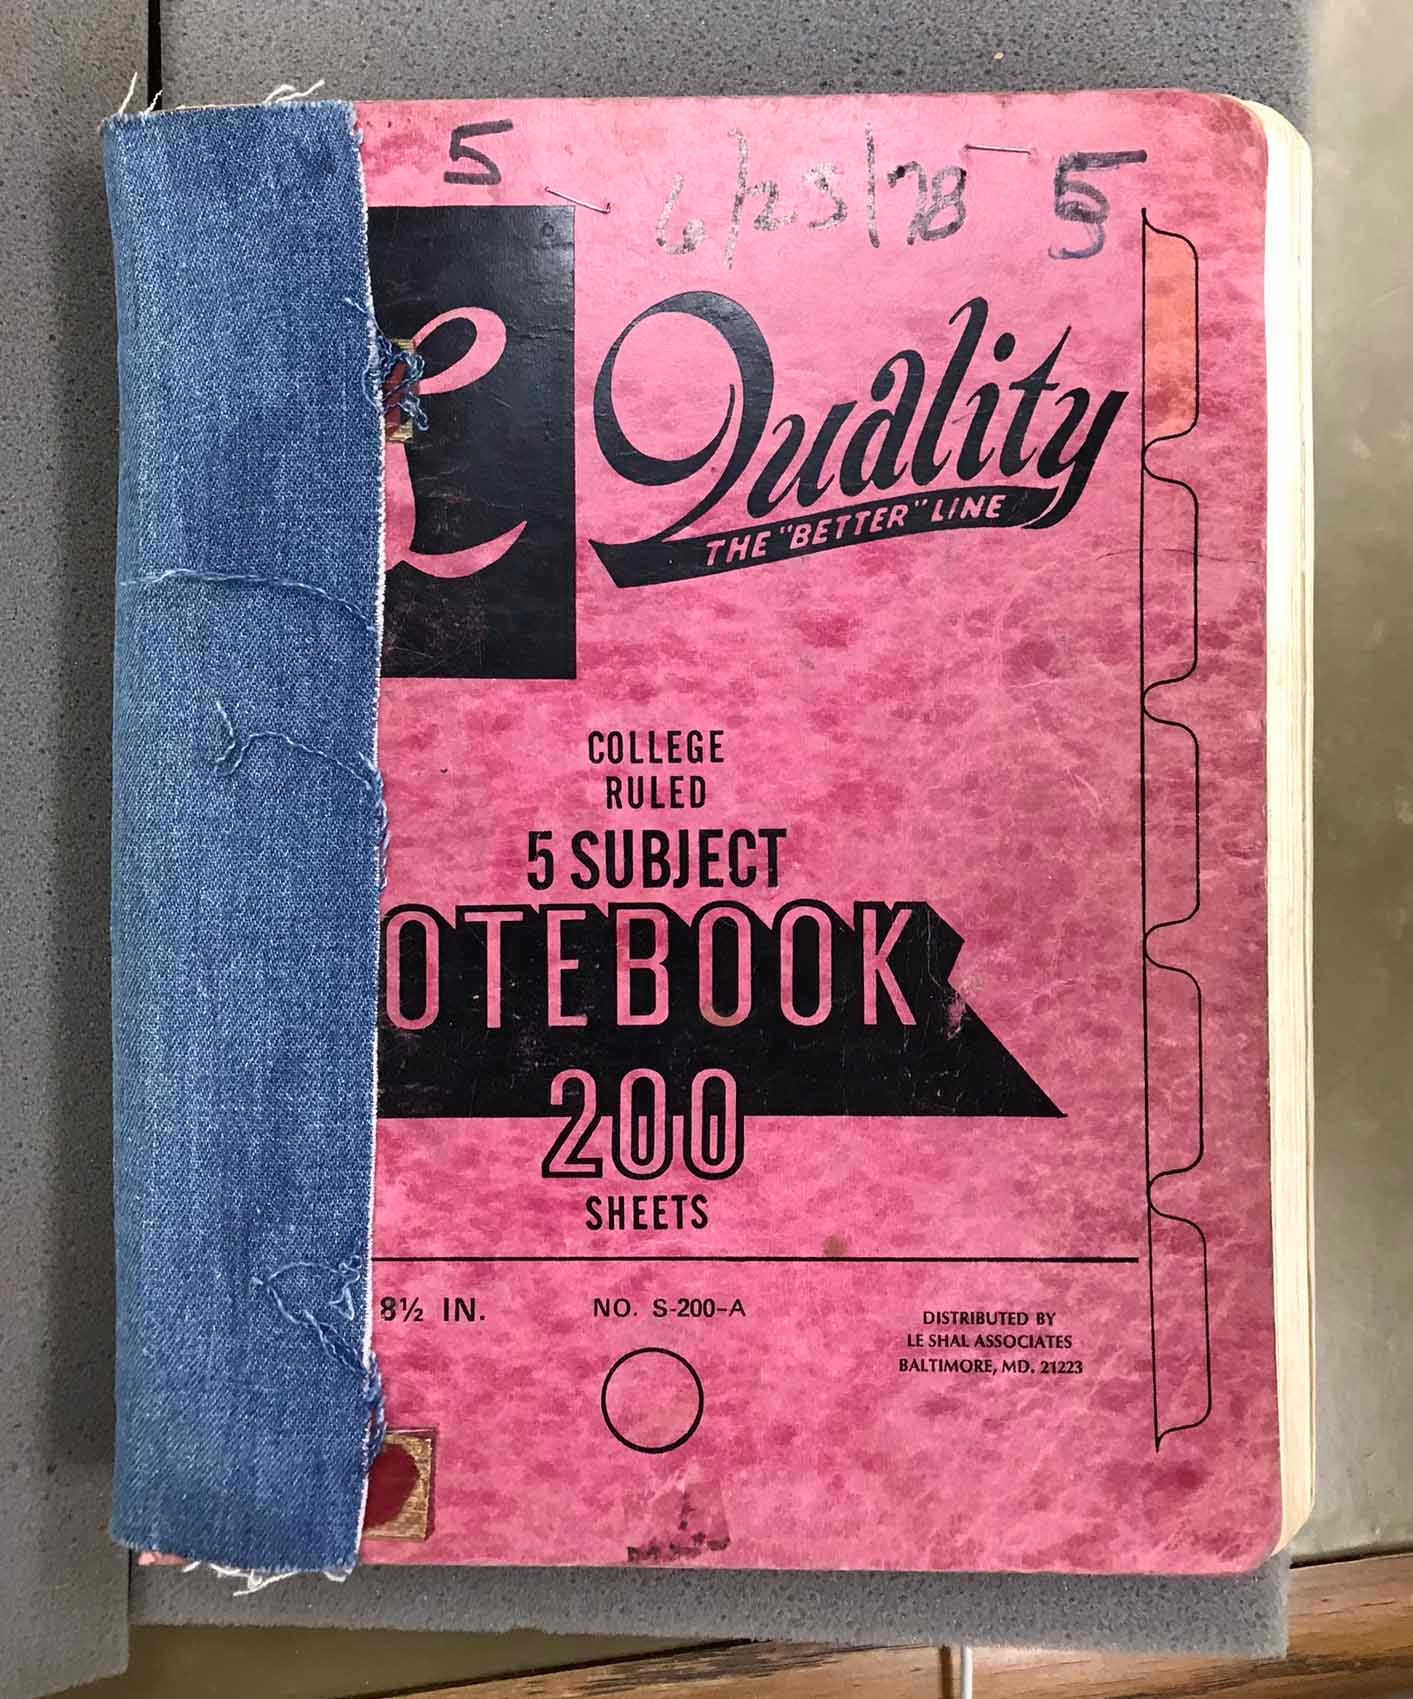 5 6/23/78 5
5
L Quality
THE "BETTER" LINE
COLLEGE
RULED
5 SUBJECT
OTEBOOK
200
SHEETS
8½ IN. NO. S-200-A
DISTRIBUTED BY
LE SHAL ASSOCIATES
BALTIMORE, MD. 21223